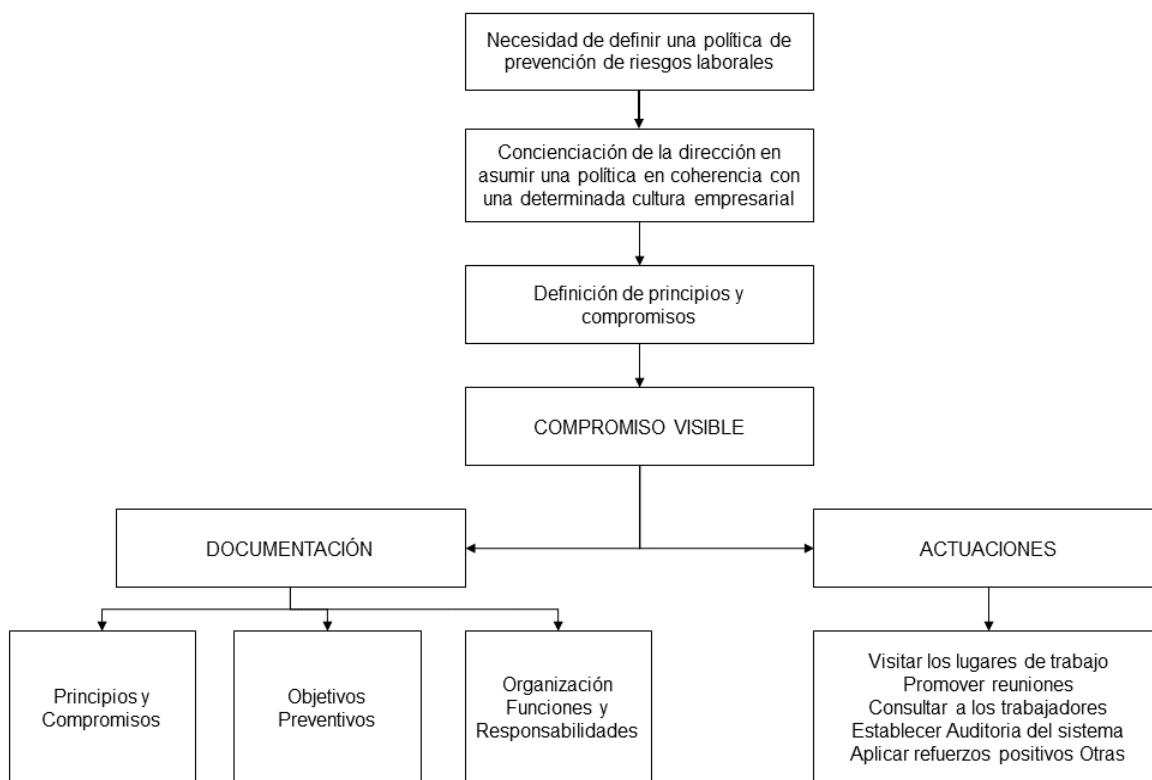 Necesidad de definir una política de
prevención de riesgos laborales
Concienciación de la dirección en
asumir una política en coherencia con
una determinada cultura empresarial
Definición de principios y
compromisos
COMPROMISO VISIBLE
DOCUMENTACIÓN
ACTUACIONES
Principios y
Compromisos
Objetivos
Preventivos
Organización
Funciones y
Responsabilidades
Visitar los lugares de trabajo
Promover reuniones
Consultar a los trabajadores
Establecer Auditoria del sistema
Aplicar refuerzos positivos Otras